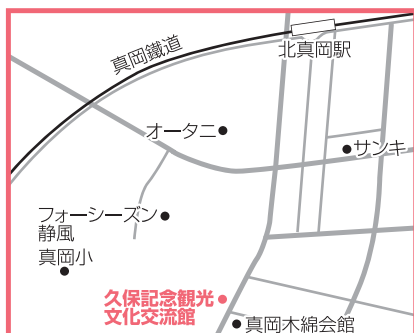 真岡鐵道
北真岡駅
オータニ
サンキ
フォーシーズン
静風
真岡小
久保記念観光
文化交流館
真岡木綿会館